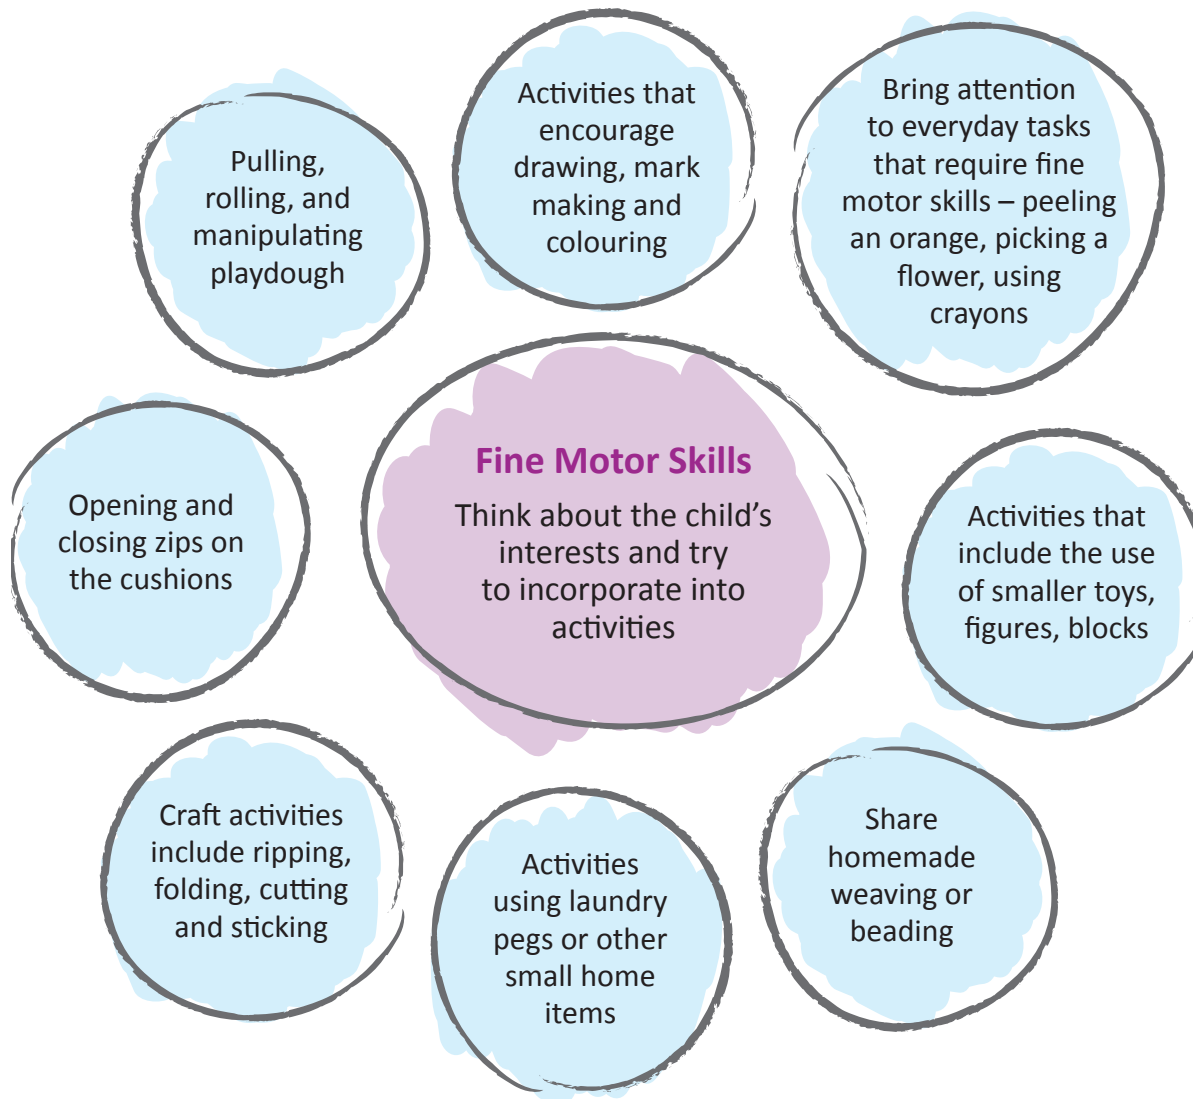 Activities that
encourage
drawing, mark
making and
colouring
Bring attention
to everyday tasks
that require fine
motor skills – peeling
an orange, picking a
flower, using
crayons
Pulling,
rolling, and
manipulating
playdough
Fine Motor Skills
Think about the child’s
interests and try
to incorporate into
activities
Opening and
closing zips on
the cushions
Activities that
include the use
of smaller toys,
figures, blocks
Craft activities
include ripping,
folding, cutting
and sticking
Activities
using laundry
pegs or other
small home
items
Share
homemade
weaving or
beading